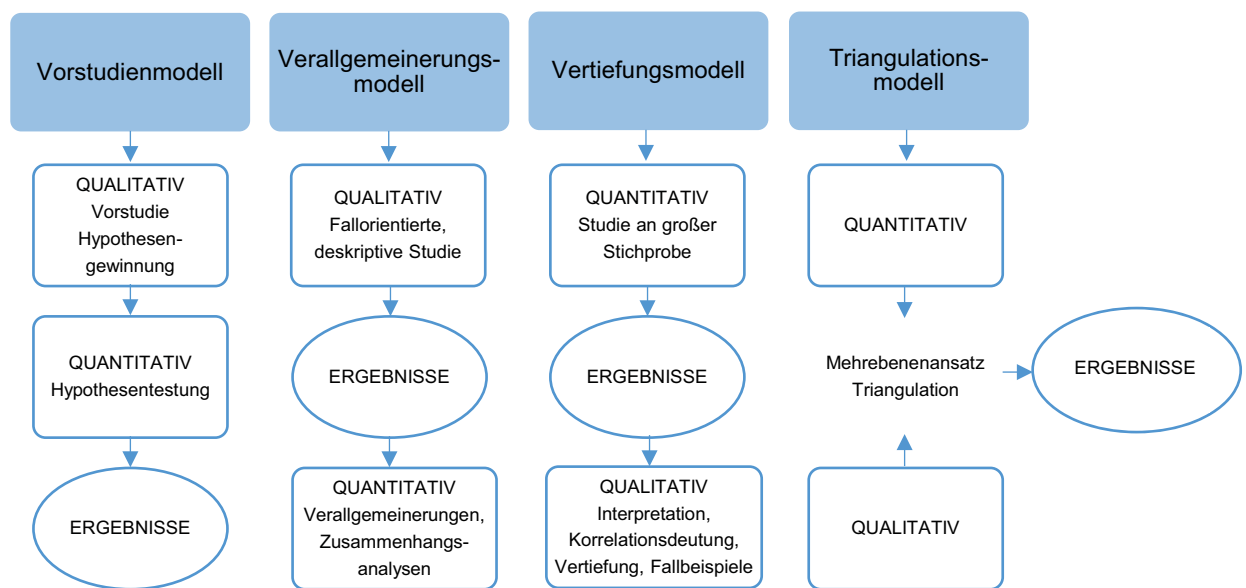 Vorstudienmodell
QUALITATIV
Vorstudie
Hypothesen-
gewinnung
QUANTITATIV
Hypothesentestung
ERGEBNISSE
Verallgemeinerungs-
modell
QUALITATIV
Fallorientierte,
deskriptive Studie
ERGEBNISSE
QUANTITATIV
Verallgemeinerungen,
Zusammenhangs-
analysen
Vertiefungsmodell
QUANTITATIV
Studie an großer
Stichprobe
ERGEBNISSE
QUALITATIV
Interpretation,
Korrelationsdeutung,
Vertiefung, Fallbeispiele
Triangulations-
modell
QUANTITATIV
Mehrebenenansatz
Triangulation
QUALITATIV
ERGEBNISSE